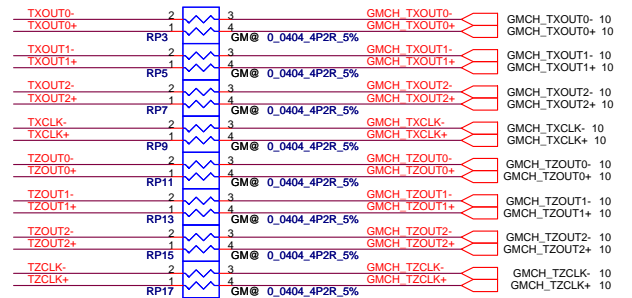 TXOUT0- 2 3 GMCH_TXOUT0- GMCH_TXOUT0- 10
TXOUT0+ 1 4 GMCH_TXOUT0+ GMCH_TXOUT0+ 10
RP3 GM@ 0_0404_4P2R_5%
TXOUT1- 2 3 GMCH_TXOUT1- GMCH_TXOUT1- 10
TXOUT1+ 1 4 GMCH_TXOUT1+ GMCH_TXOUT1+ 10
RP5 GM@ 0_0404_4P2R_5%
TXOUT2- 2 3 GMCH_TXOUT2- GMCH_TXOUT2- 10
TXOUT2+ 1 4 GMCH_TXOUT2+ GMCH_TXOUT2+ 10
RP7 GM@ 0_0404_4P2R_5%
TXCLK- 2 3 GMCH_TXCLK- GMCH_TXCLK- 10
TXCLK+ 1 4 GMCH_TXCLK+ GMCH_TXCLK+ 10
RP9 GM@ 0_0404_4P2R_5%
TZOUT0- 2 3 GMCH_TZOUT0- GMCH_TZOUT0- 10
TZOUT0+ 1 4 GMCH_TZOUT0+ GMCH_TZOUT0+ 10
RP11 GM@ 0_0404_4P2R_5%
TZOUT1- 2 3 GMCH_TZOUT1- GMCH_TZOUT1- 10
TZOUT1+ 1 4 GMCH_TZOUT1+ GMCH_TZOUT1+ 10
RP13 GM@ 0_0404_4P2R_5%
TZOUT2- 2 3 GMCH_TZOUT2- GMCH_TZOUT2- 10
TZOUT2+ 1 4 GMCH_TZOUT2+ GMCH_TZOUT2+ 10
RP15 GM@ 0_0404_4P2R_5%
TZCLK- 2 3 GMCH_TZCLK- GMCH_TZCLK- 10
TZCLK+ 1 4 GMCH_TZCLK+ GMCH_TZCLK+ 10
RP17 GM@ 0_0404_4P2R_5%